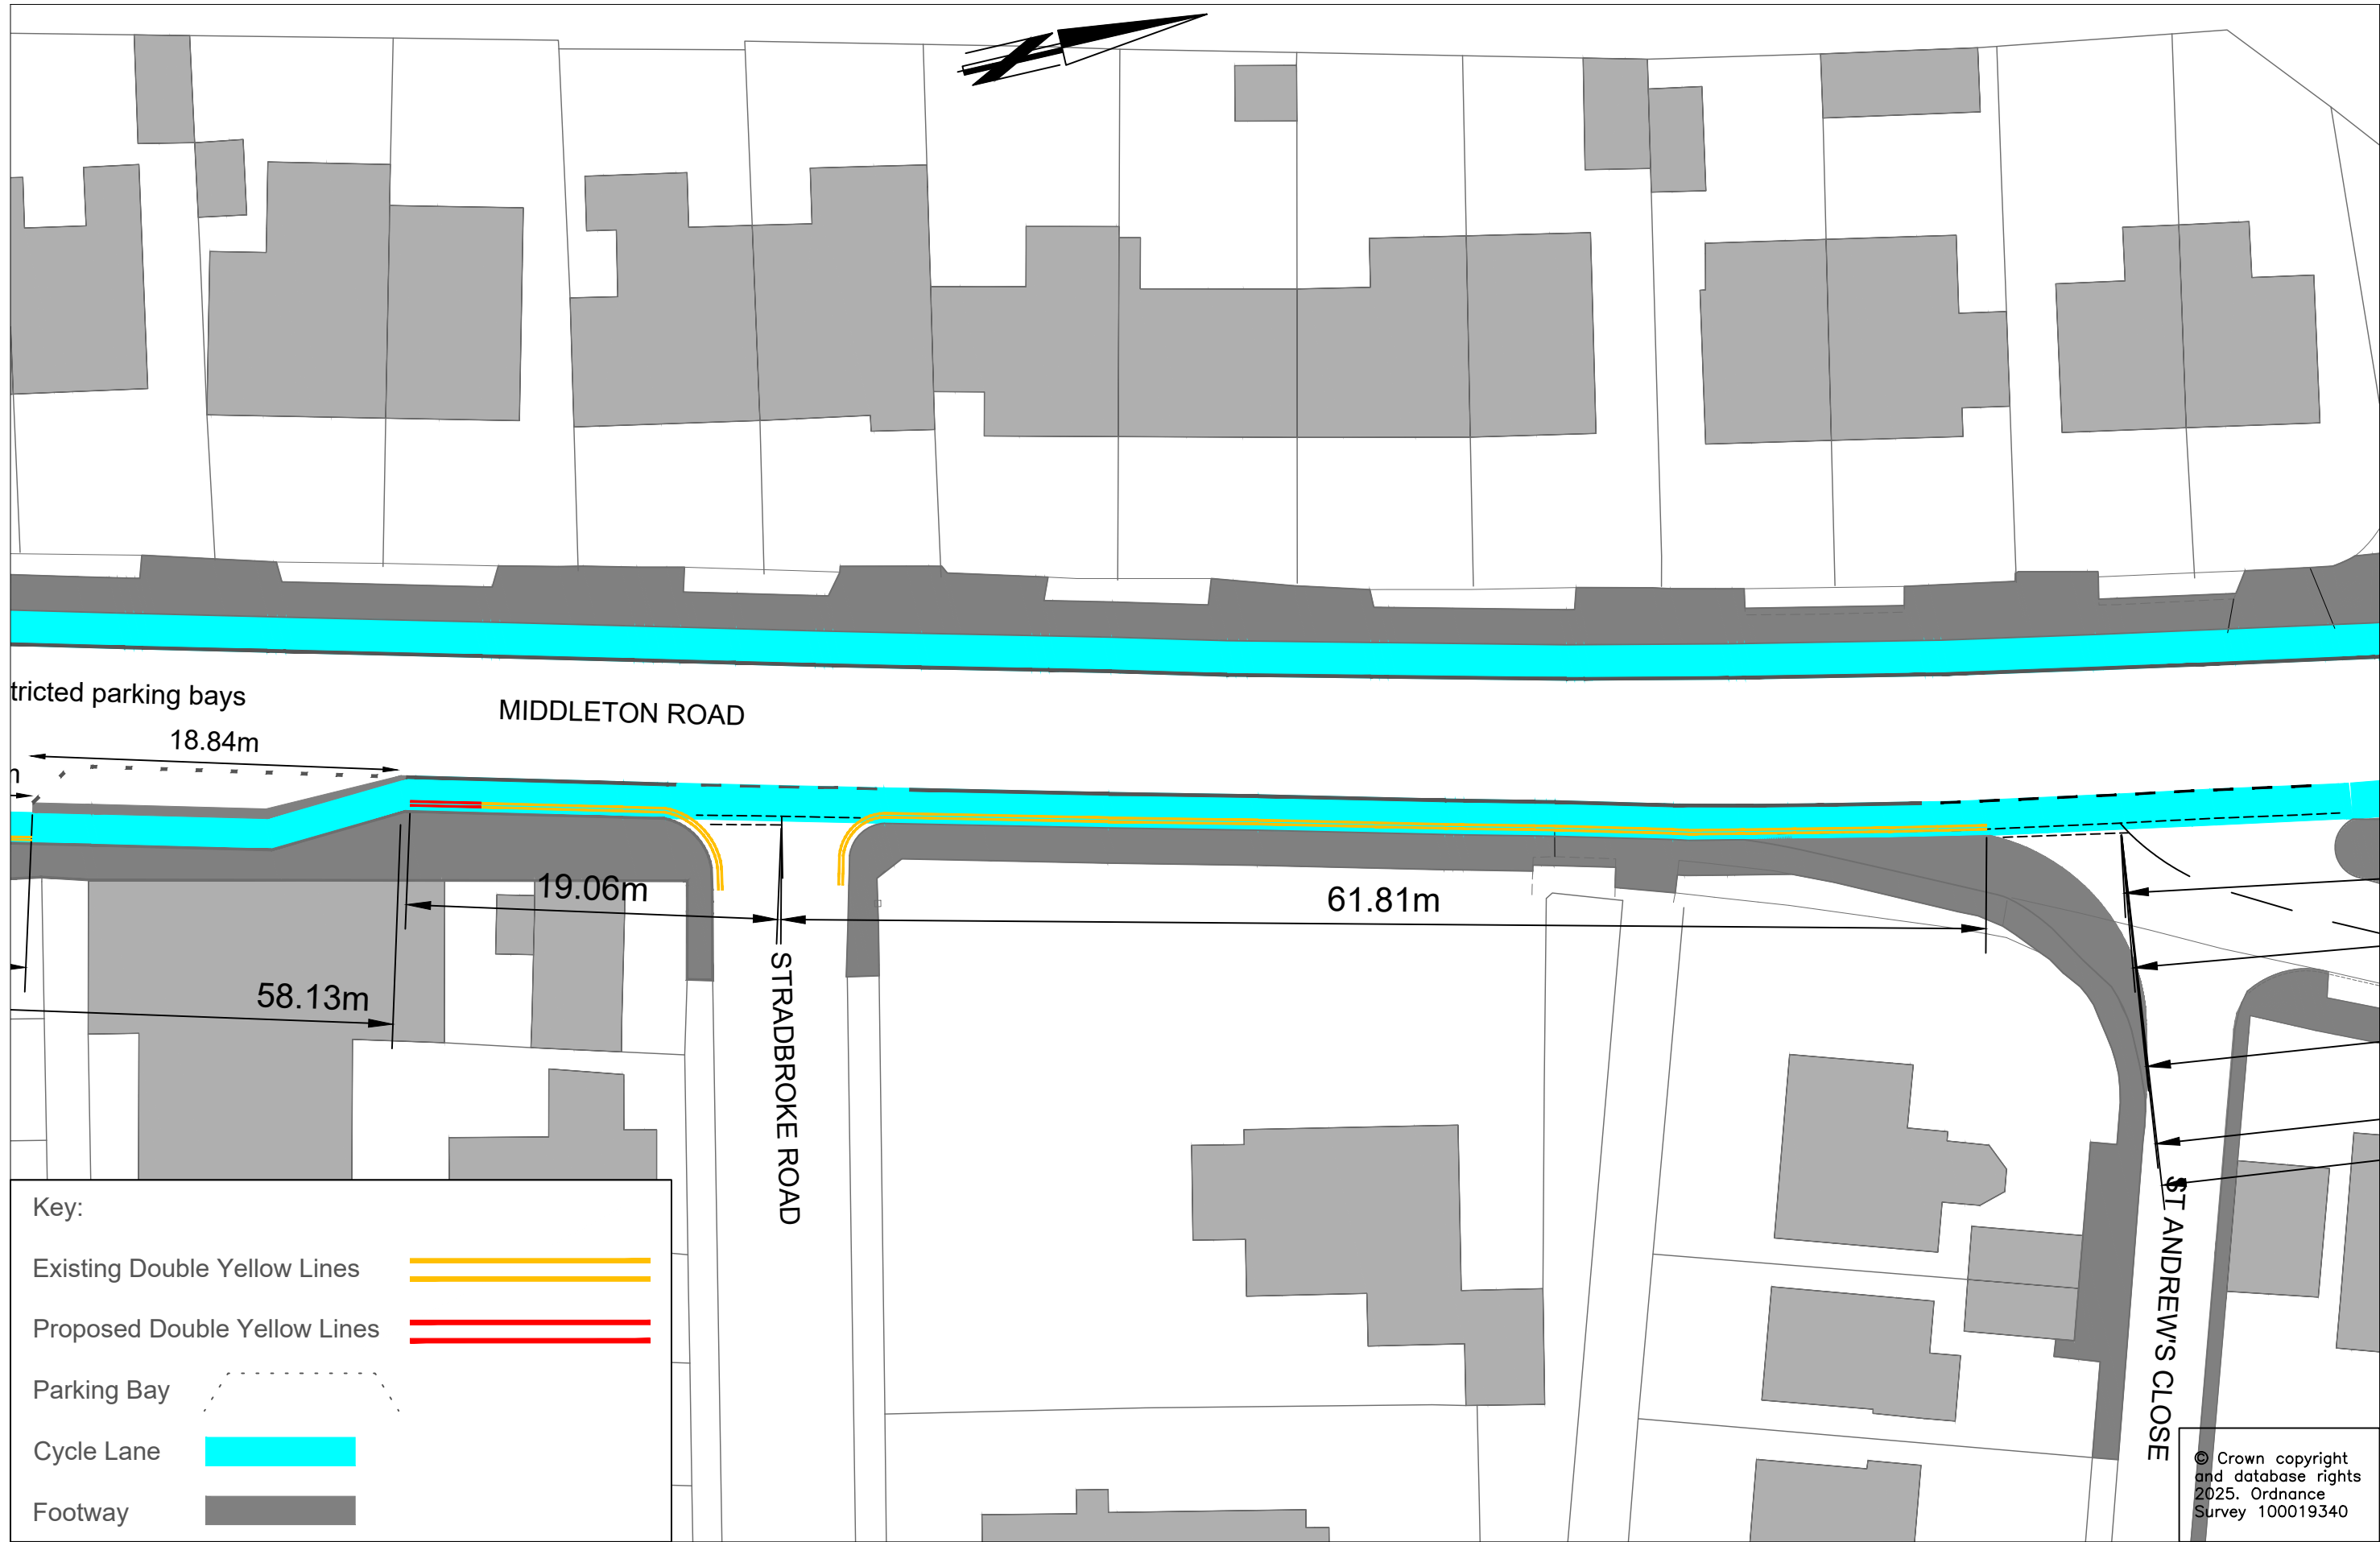 tricted parking bays
18.84m
MIDDLETON ROAD
19.06m
61.81m
58.13m
STRADBROKE ROAD
ST ANDREW'S CLOSE
Key:
Existing Double Yellow Lines
Proposed Double Yellow Lines
Parking Bay
Cycle Lane
Footway
© Crown copyright
and database rights
2025. Ordnance
Survey 100019340